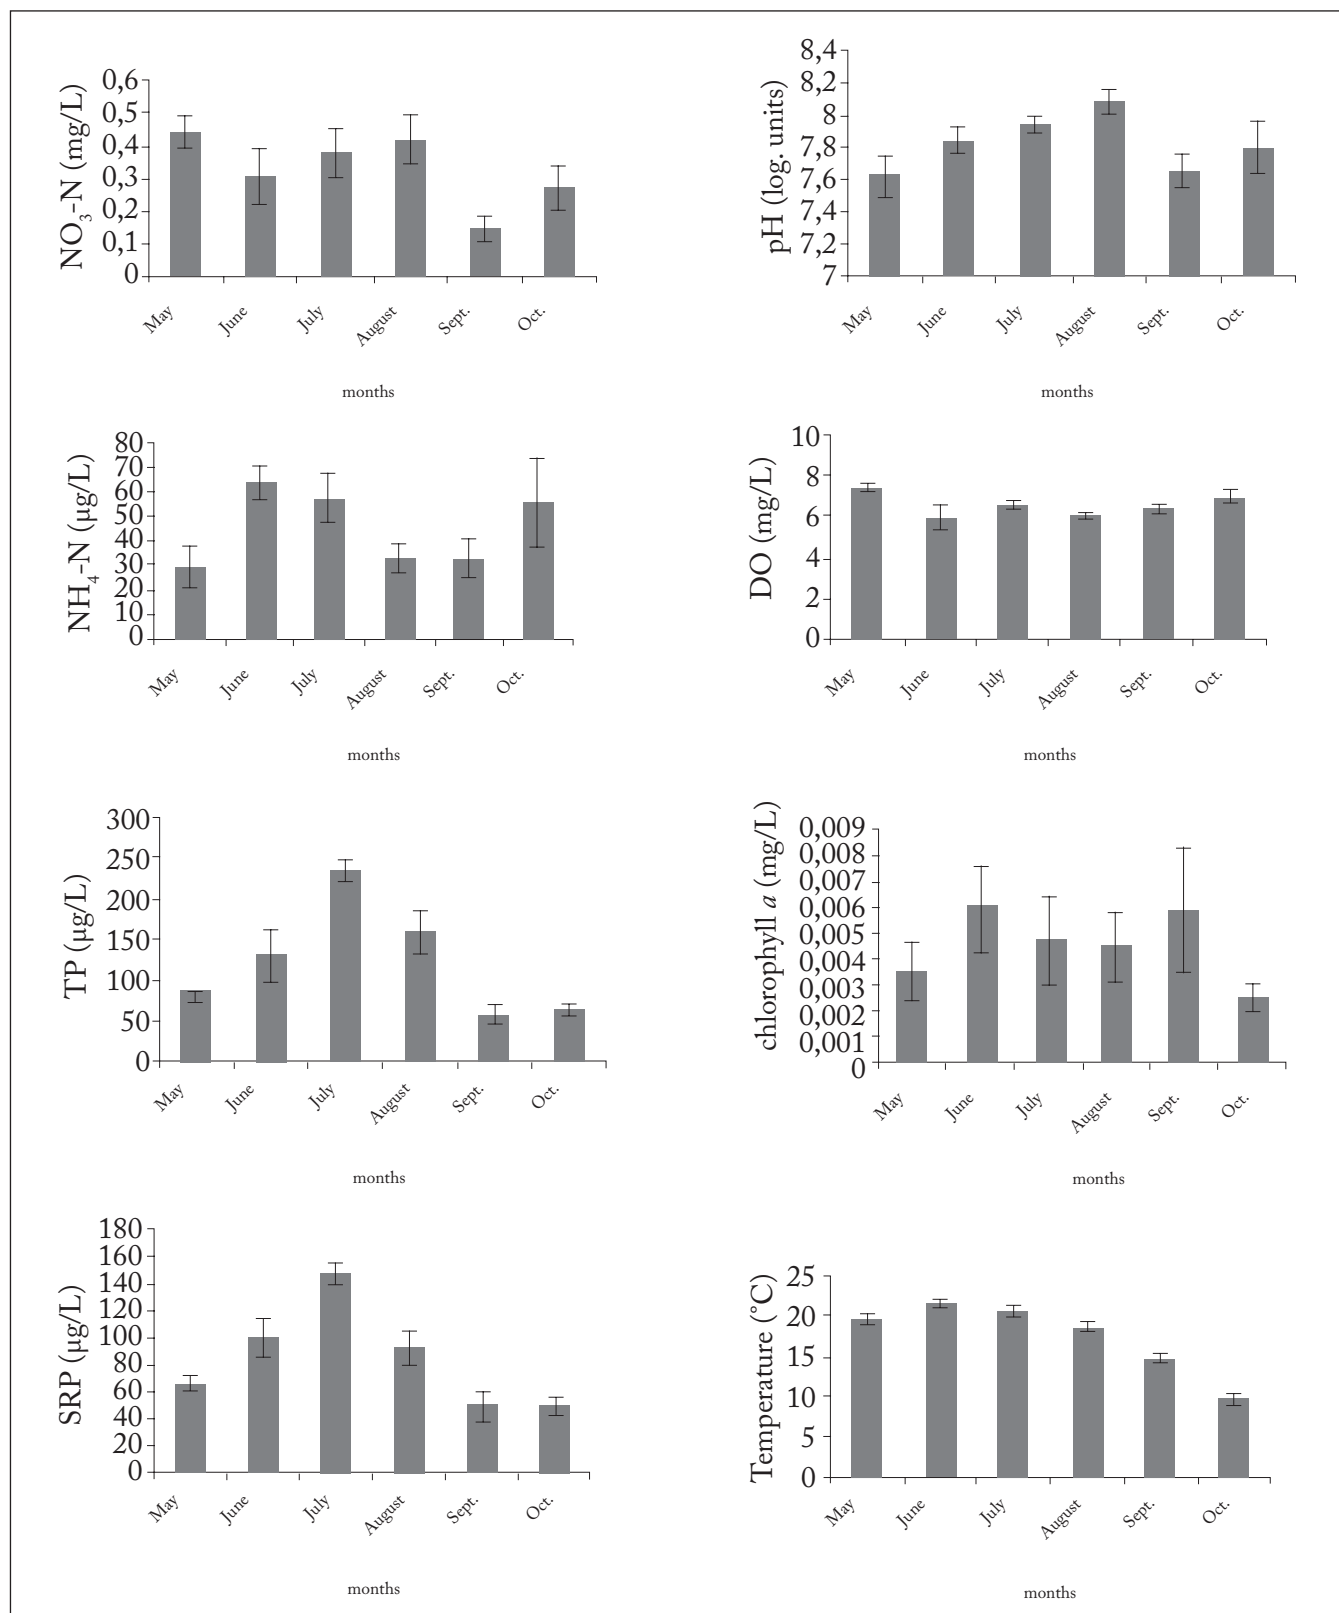 NO3-N (mg/L)
0,6
0,5
0,4
0,3
0,2
0,1
0
May
June
July
August
Sept.
Oct.
months
pH (log. units)
8,4
8,2
8
7,8
7,6
7,4
7,2
7
May
June
July
August
Sept.
Oct.
months
NH4-N (µg/L)
80
70
60
50
40
30
20
10
0
May
June
July
August
Sept.
Oct.
months
DO (mg/L)
10
8
6
4
2
0
May
June
July
August
Sept.
Oct.
months
TP (µg/L)
300
250
200
150
100
50
0
May
June
July
August
Sept.
Oct.
months
chlorophyll a (mg/L)
0,009
0,008
0,007
0,006
0,005
0,004
0,003
0,002
0,001
0
May
June
July
August
Sept.
Oct.
months
SRP (µg/L)
180
160
140
120
100
80
60
40
20
0
May
June
July
August
Sept.
Oct.
months
Temperature (°C)
25
20
15
10
5
0
May
June
July
August
Sept.
Oct.
months